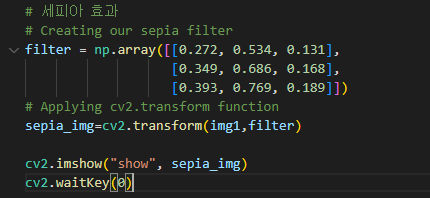 # 세피아 효과
# Creating our sepia filter
filter = np.array([[0.272, 0.534, 0.131],
[0.349, 0.686, 0.168],
[0.393, 0.769, 0.189]])
# Applying cv2.transform function
sepia_img=cv2.transform(img1,filter)
cv2.imshow("show", sepia_img)
cv2.waitKey(0)